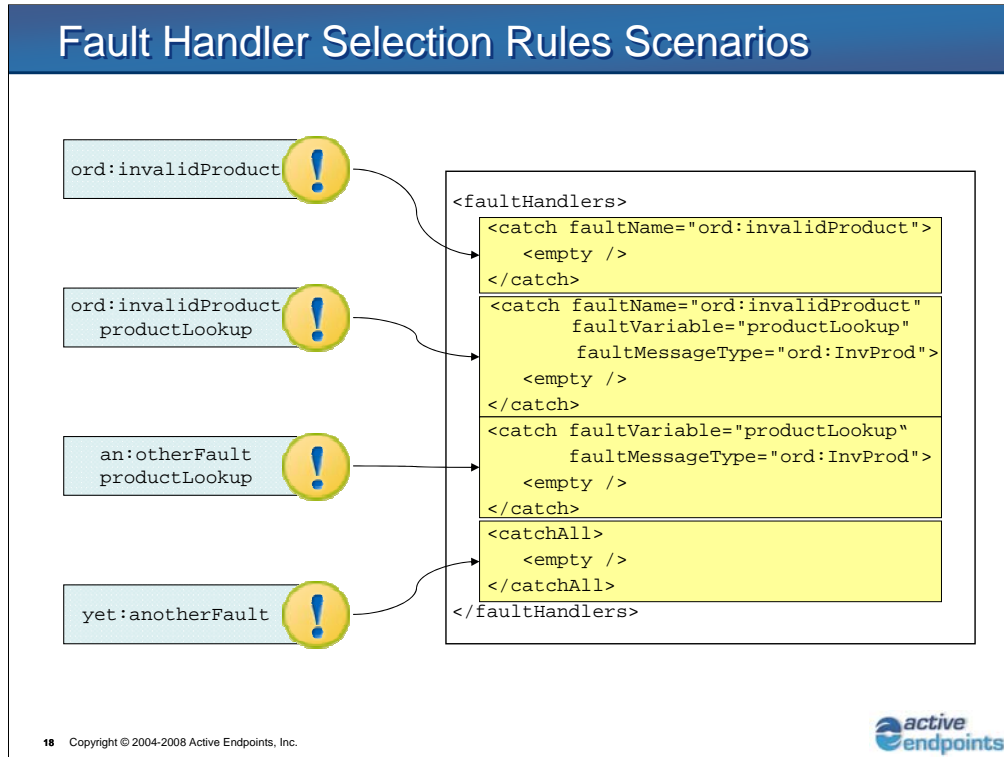 Fault Handler Selection Rules Scenarios
ord:invalidProduct
ord:invalidProduct
productLookup
an:otherFault
productLookup
yet:anotherFault
<faultHandlers>
<catch faultName="ord:invalidProduct">
<empty />
</catch>
<catch faultName="ord:invalidProduct"
faultVariable="productLookup"
faultMessageType="ord:InvProd">
<empty />
</catch>
<catch faultVariable="productLookup“
faultMessageType="ord:InvProd">
<empty />
</catch>
<catchAll>
<empty />
</catchAll>
</faultHandlers>
18 Copyright © 2004-2008 Active Endpoints, Inc.
active
endpoints